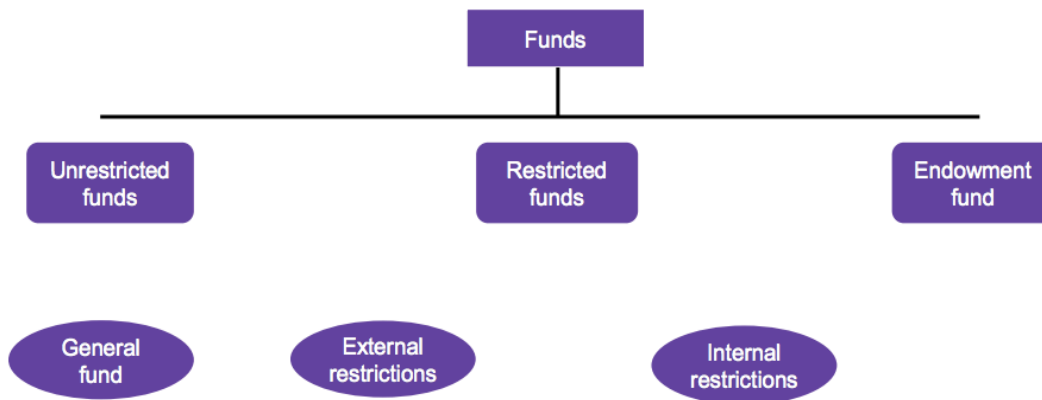 Funds
Unrestricted
funds
Restricted
funds
Endowment
fund
General
fund
External
restrictions
Internal
restrictions